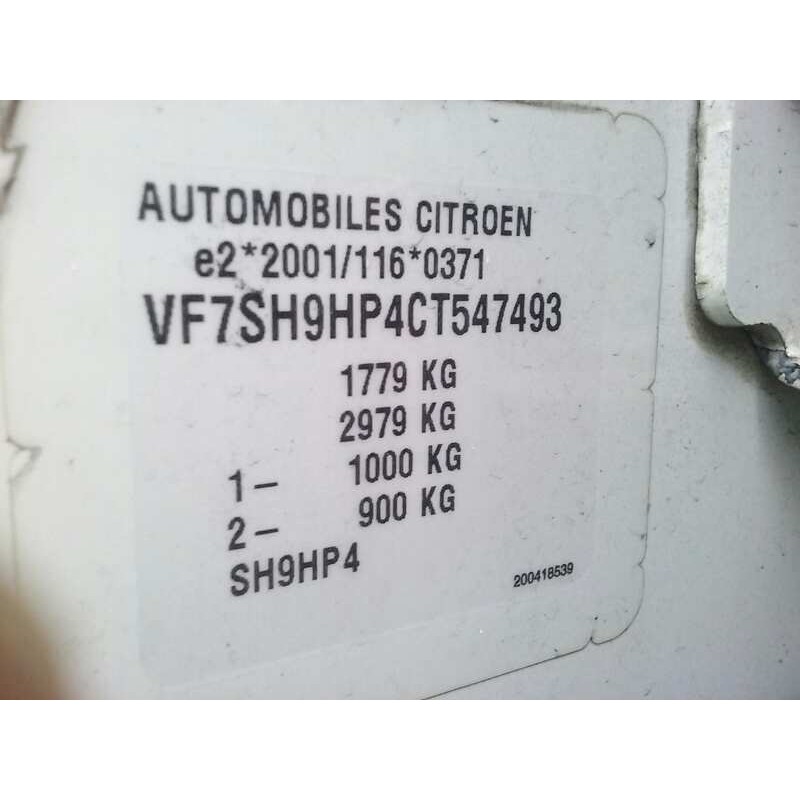 AUTOMOBILES CITROEN
e2*2001/116*0371
VF7SH9HP4CT547493
1779 KG
2979 KG
1- 1000 KG
2- 900 KG
SH9HP4
200418539